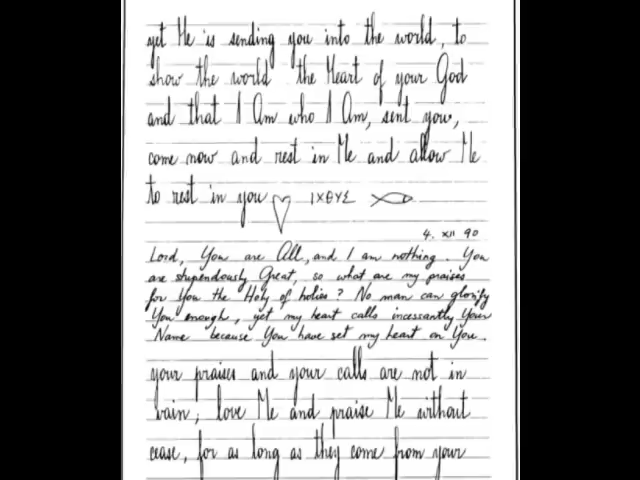 yet He is sending you into the world, to
show the world the Heart of your God
and that I Am who I Am, sent you,
come now and rest in Me and allow Me
to rest in you ΙΧΘΥΣ
4. XII 90
Lord, You are All, and I am nothing. You
are stupendously Great, so what are my praises
for You the Holy of holies? No man can glorify
You enough, yet my heart calls incessantly Your
Name because You have set my heart on You.
your praises and your calls are not in
vain; love Me and praise Me without
cease, for as long as they come from your